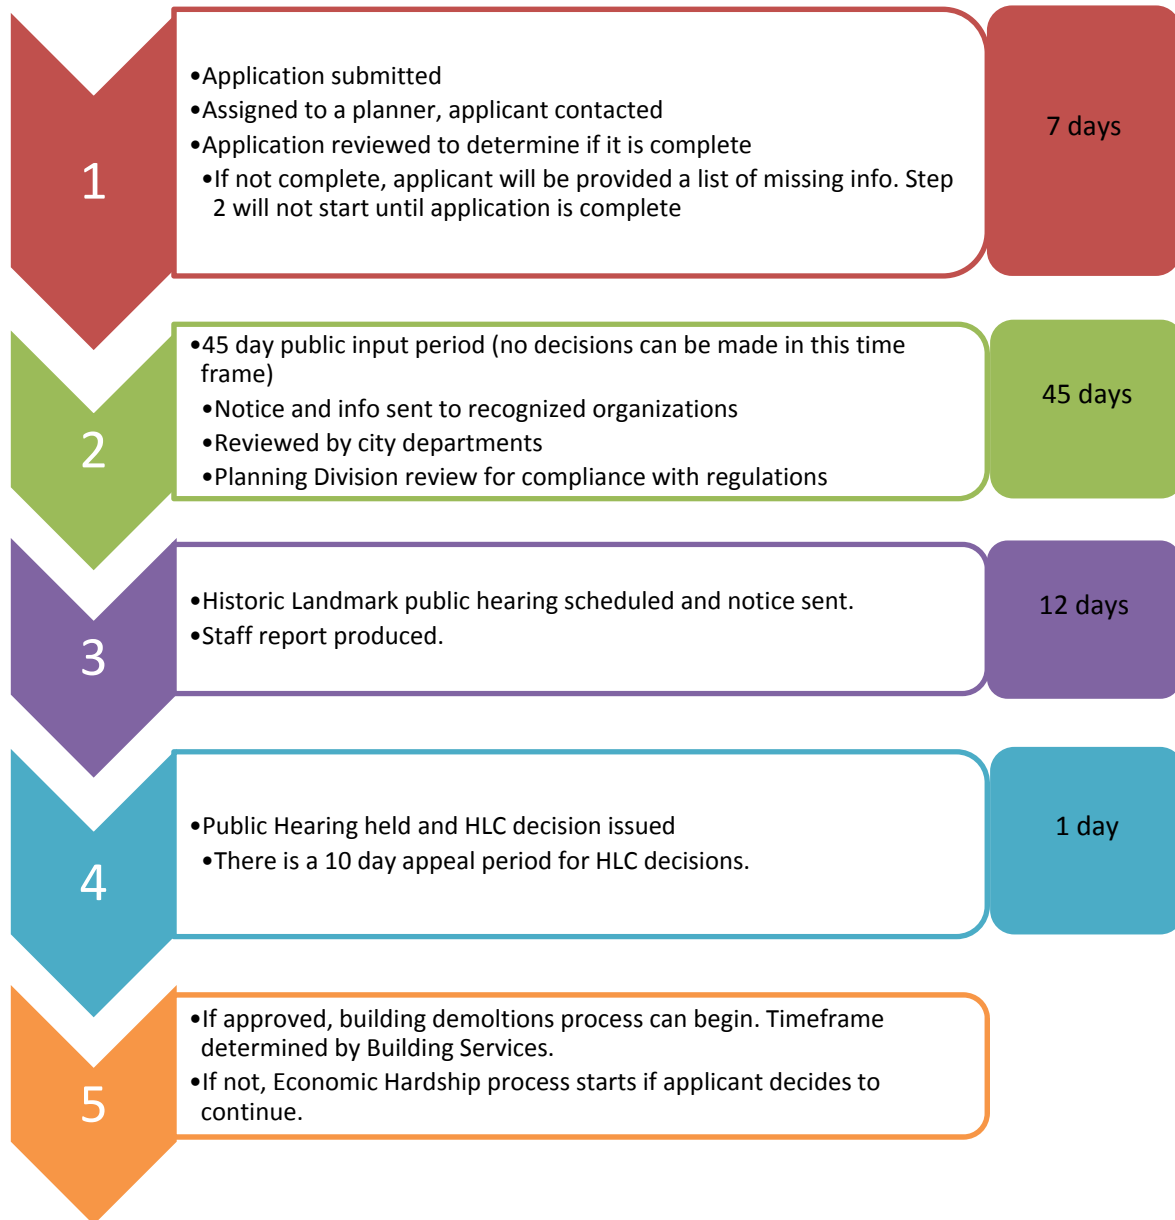 1
•Application submitted
•Assigned to a planner, applicant contacted
•Application reviewed to determine if it is complete
•If not complete, applicant will be provided a list of missing info. Step
2 will not start until application is complete
7 days
2
•45 day public input period (no decisions can be made in this time
frame)
•Notice and info sent to recognized organizations
•Reviewed by city departments
•Planning Division review for compliance with regulations
45 days
3
•Historic Landmark public hearing scheduled and notice sent.
•Staff report produced.
12 days
4
•Public Hearing held and HLC decision issued
•There is a 10 day appeal period for HLC decisions.
1 day
5
•If approved, building demoltions process can begin. Timeframe
determined by Building Services.
•If not, Economic Hardship process starts if applicant decides to
continue.